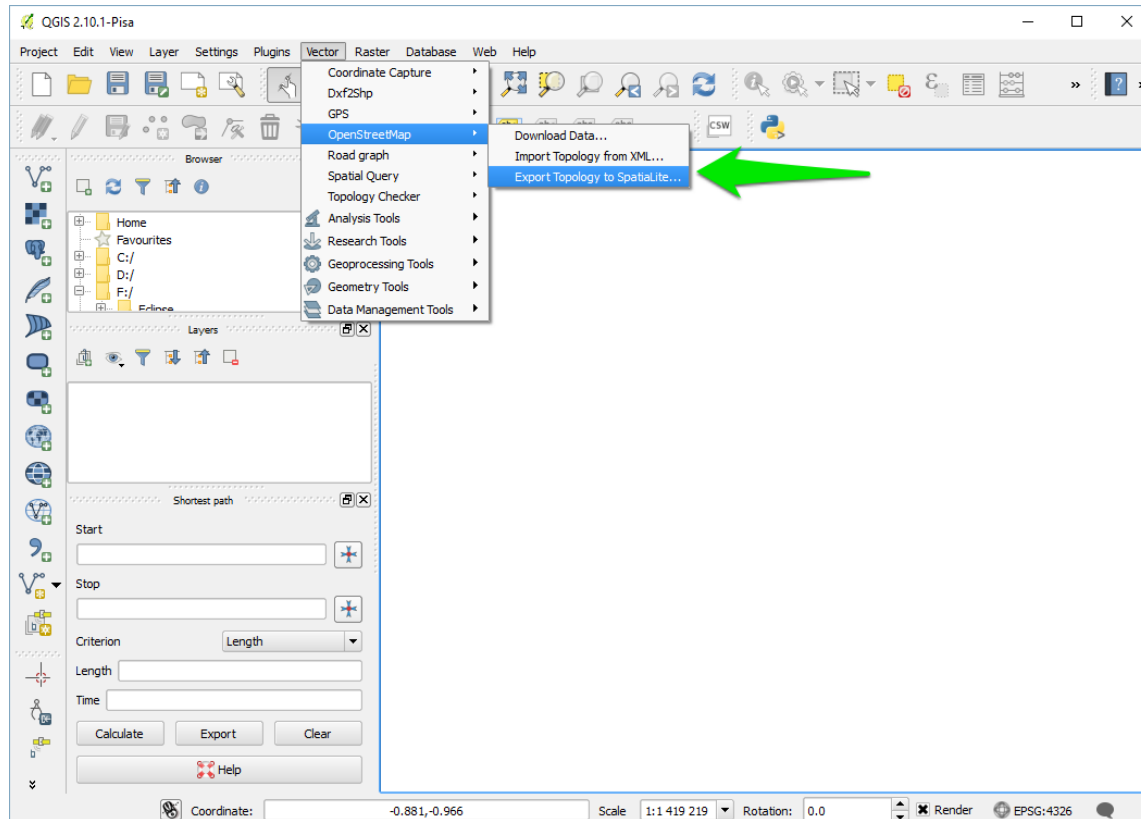 QGIS 2.10.1-Pisa
Project Edit View Layer Settings Plugins Vector Raster Database Web Help
Coordinate Capture
Dxf2Shp
GPS
OpenStreetMap
Road graph
Spatial Query
Topology Checker
Analysis Tools
Research Tools
Geoprocessing Tools
Geometry Tools
Data Management Tools
Download Data...
Import Topology from XML...
Export Topology to SpatiaLite...
CSW
Browser
Home
Favourites
C:/
D:/
F:/
Eclipse
Layers
Shortest path
Start
Stop
Criterion Length
Length
Time
Calculate Export Clear
Help
Coordinate: -0.881,-0.966 Scale 1:1 419 219 Rotation: 0.0 Render EPSG:4326